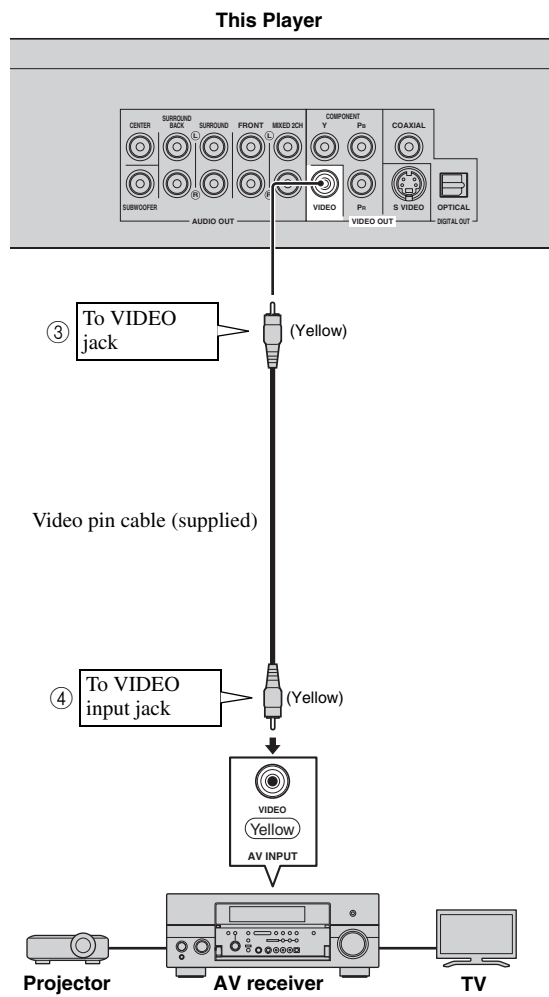 This Player
CENTER
SURROUND BACK
SURROUND
FRONT
MIXED 2CH
COMPONENT
Y
PB
COAXIAL
L
L
R
R
SUBWOOFER
VIDEO
PR
S VIDEO
OPTICAL
AUDIO OUT
VIDEO OUT
DIGITAL OUT
③ To VIDEO
jack
(Yellow)
Video pin cable (supplied)
④ To VIDEO
input jack
(Yellow)
VIDEO
Yellow
AV INPUT
Projector
AV receiver
TV